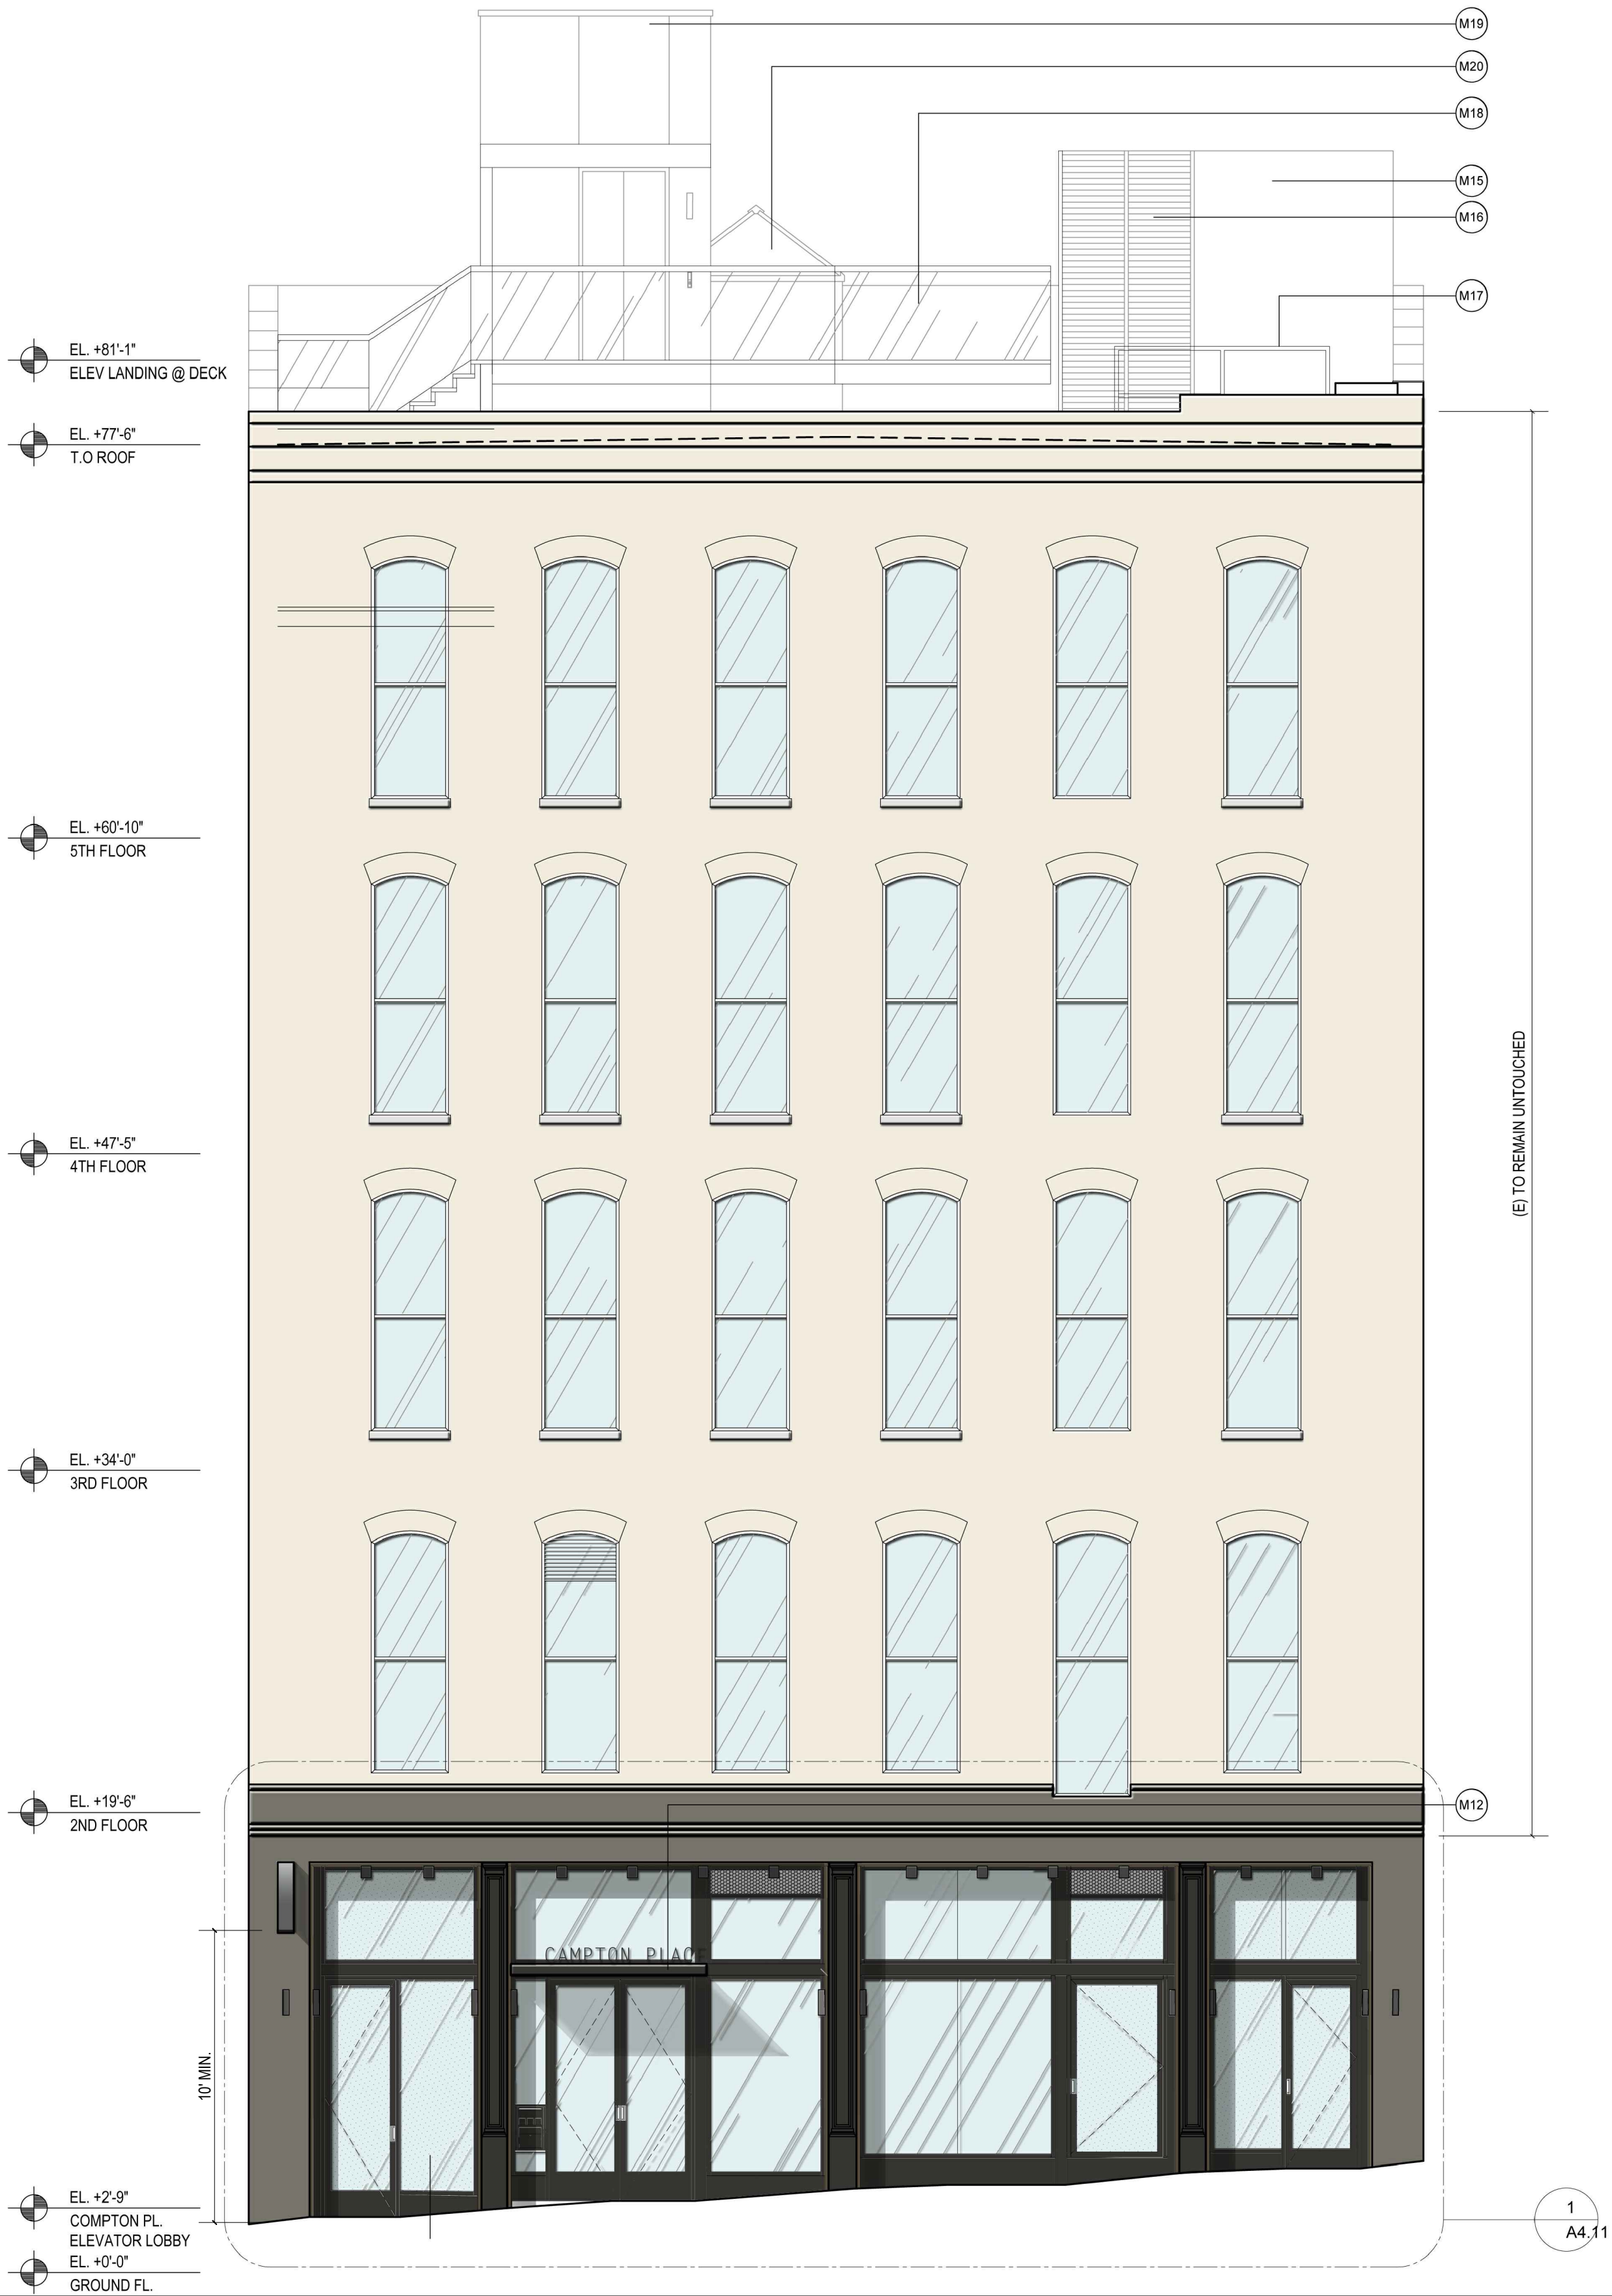 M19
M20
M18
M15
M16
M17
EL. +81'-1"
ELEV LANDING @ DECK
EL. +77'-6"
T.O ROOF
EL. +60'-10"
5TH FLOOR
(E) TO REMAIN UNTOUCHED
EL. +47'-5"
4TH FLOOR
EL. +34'-0"
3RD FLOOR
EL. +19'-6"
2ND FLOOR
M12
CAMPTON PLACE
10' MIN.
EL. +2'-9"
COMPTON PL.
ELEVATOR LOBBY
EL. +0'-0"
GROUND FL.
1
A4.11